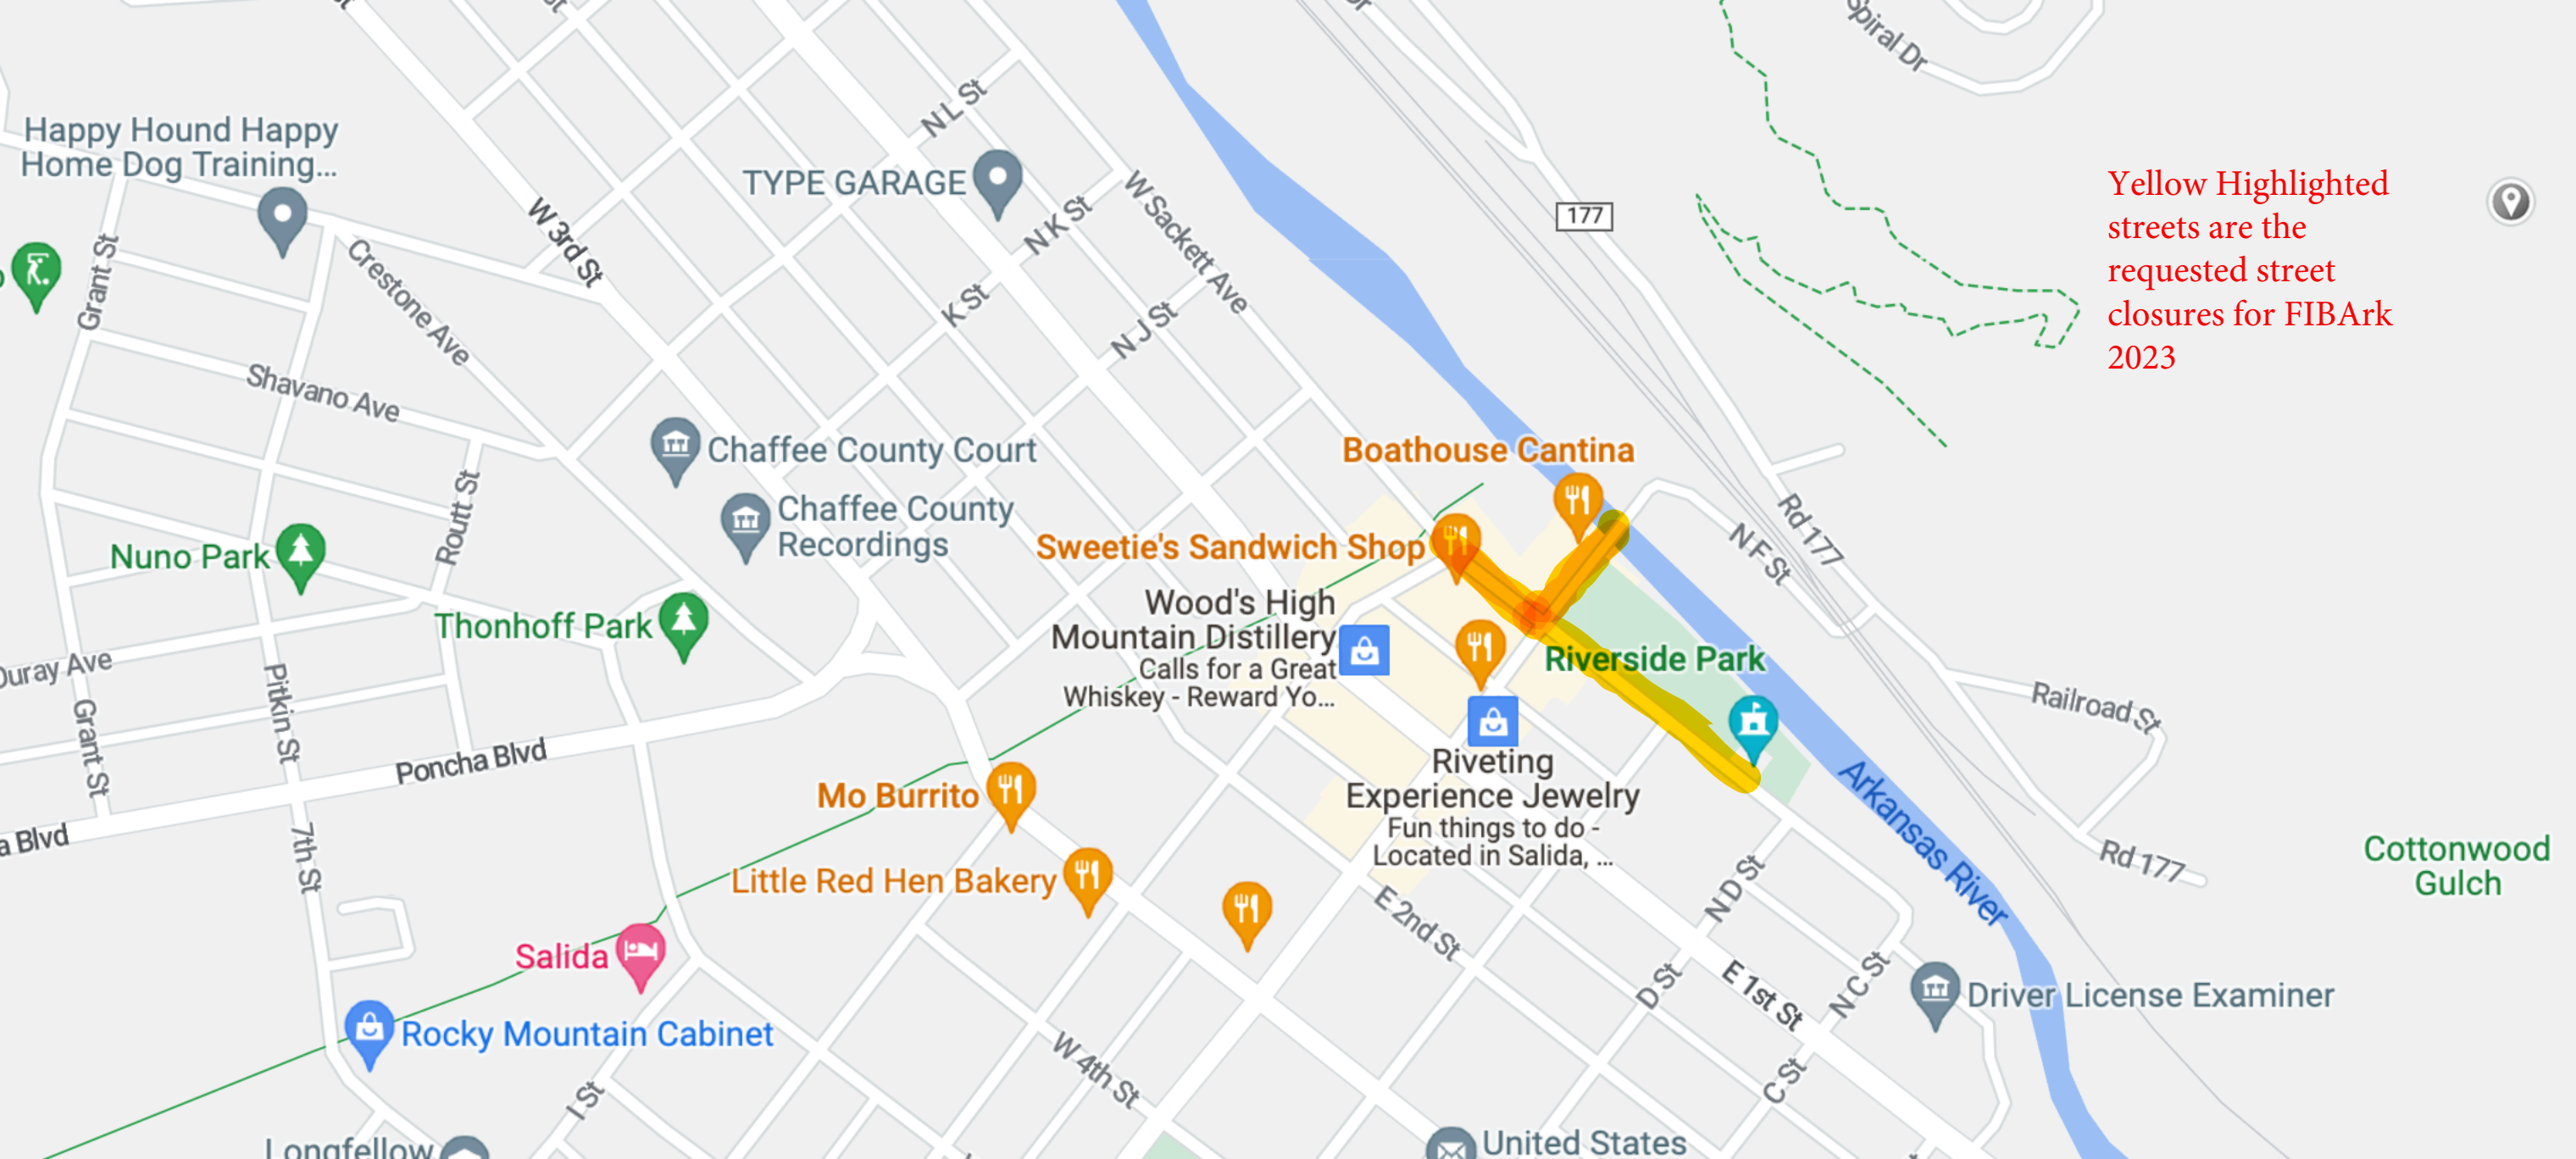 Spiral Dr
N L St
Happy Hound Happy
Home Dog Training...
TYPE GARAGE
Yellow Highlighted
streets are the
requested street
closures for FIBArk
2023
177
W Sackett Ave
N K St
W 3rd St
Grant St
Crestone Ave
K St
N J St
Shavano Ave
Chaffee County Court
Boathouse Cantina
Routt St
Chaffee County
Recordings
Rd 177
N F St
Sweetie's Sandwich Shop
Nuno Park
Wood's High
Mountain Distillery
Calls for a Great
Whiskey - Reward Yo...
Thonhoff Park
Riverside Park
Ouray Ave
Pitkin St
Grant St
Railroad St
Poncha Blvd
Riveting
Experience Jewelry
Fun things to do -
Located in Salida, ...
Arkansas River
Mo Burrito
a Blvd
7th St
Rd 177
Cottonwood
Gulch
Little Red Hen Bakery
N D St
E 2nd St
Salida
D St
E 1st St
N C St
Driver License Examiner
Rocky Mountain Cabinet
W 4th St
C St
I St
Longfellow
United States